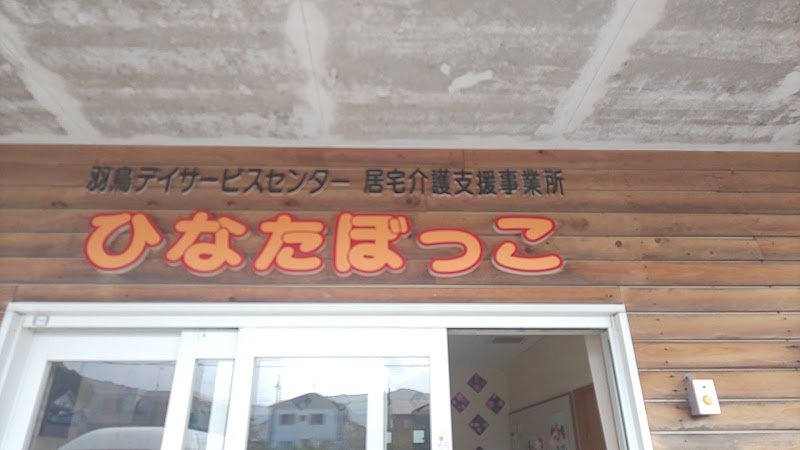 羽鳥デイサービスセンター 居宅介護支援事業所
ひなたぼっこ